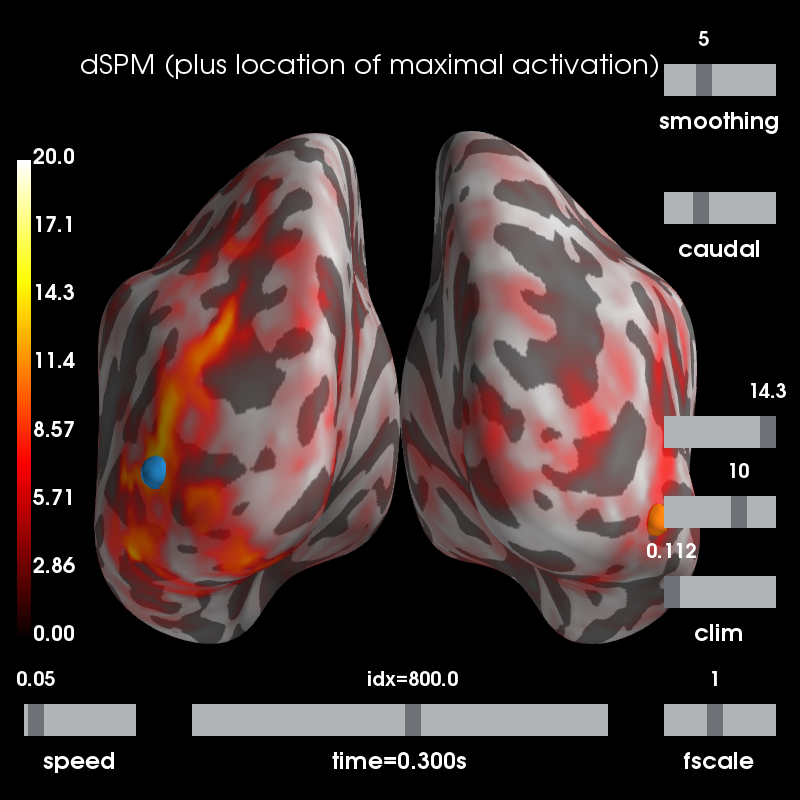 5
dSPM (plus location of maximal activation)
smoothing
20.0
17.1
14.3
11.4
8.57
5.71
2.86
0.00
caudal
14.3
10
0.112
clim
0.05
idx=800.0
1
speed
time=0.300s
fscale